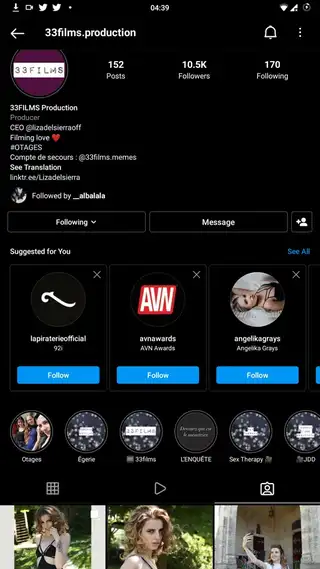 04:39
33films.production
33FILMS
152
10.5K
170
Posts
Followers
Following
33FILMS Production
Producer
CEO @lizadelsierraoff
Filming love ❤️
#OTAGES
Compte de secours : @33films.memes
See Translation
linktr.ee/Lizadelsierra
Followed by __albalala
Following
Message
Suggested for You
See All
AVN
lapiraterieofficial
avnawards
angelikagrays
92i
AVN Awards
Angelika Grays
Follow
Follow
Follow
Otages
Égerie
🎬 33films
L'ENQUÊTE
Sex Therapy 🎥
🎥JDD